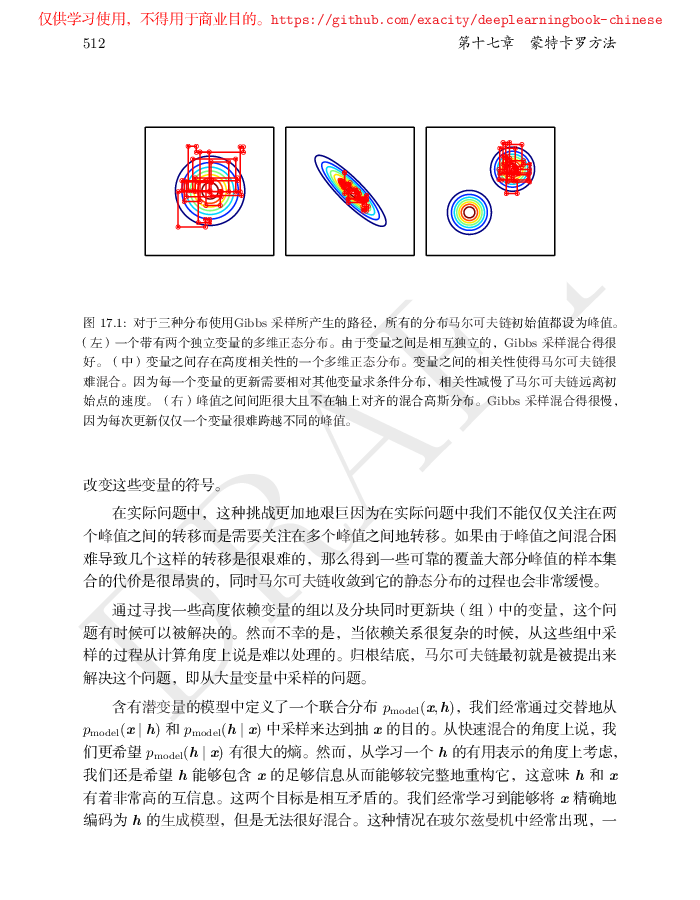 仅供学习使用，不得用于商业目的。https://github.com/exacity/deeplearningbook-chinese
512 第十七章 蒙特卡罗方法
图 17.1: 对于三种分布使用Gibbs 采样所产生的路径，所有的分布马尔可夫链初始值都设为峰值。
（左）一个带有两个独立变量的多维正态分布。由于变量之间是相互独立的，Gibbs 采样混合得很
好。（中）变量之间存在高度相关性的一个多维正态分布。变量之间的相关性使得马尔可夫链很
难混合。因为每一个变量的更新需要相对其他变量求条件分布，相关性减慢了马尔可夫链远离初
始点的速度。（右）峰值之间间距很大且不在轴上对齐的混合高斯分布。Gibbs 采样混合得很慢，
因为每次更新仅仅一个变量很难跨越不同的峰值。
改变这些变量的符号。
在实际问题中，这种挑战更加地艰巨因为在实际问题中我们不能仅仅关注在两
个峰值之间的转移而是需要关注在多个峰值之间地转移。如果由于峰值之间混合困
难导致几个这样的转移是很艰难的，那么得到一些可靠的覆盖大部分峰值的样本集
合的代价是很昂贵的，同时马尔可夫链收敛到它的静态分布的过程也会非常缓慢。
通过寻找一些高度依赖变量的组以及分块同时更新块（组）中的变量，这个问
题有时候可以被解决的。然而不幸的是，当依赖关系很复杂的时候，从这些组中采
样的过程从计算角度上说是难以处理的。归根结底，马尔可夫链最初就是被提出来
解决这个问题，即从大量变量中采样的问题。
含有潜变量的模型中定义了一个联合分布 pmodel(x, h)，我们经常通过交替地从
pmodel(x | h) 和 pmodel(h | x) 中采样来达到抽 x 的目的。从快速混合的角度上说，我
们更希望 pmodel(h | x) 有很大的熵。然而，从学习一个 h 的有用表示的角度上考虑，
我们还是希望 h 能够包含 x 的足够信息从而能够较完整地重构它，这意味 h 和 x
有着非常高的互信息。这两个目标是相互矛盾的。我们经常学习到能够将 x 精确地
编码为 h 的生成模型，但是无法很好混合。这种情况在玻尔兹曼机中经常出现，一
DRAFT